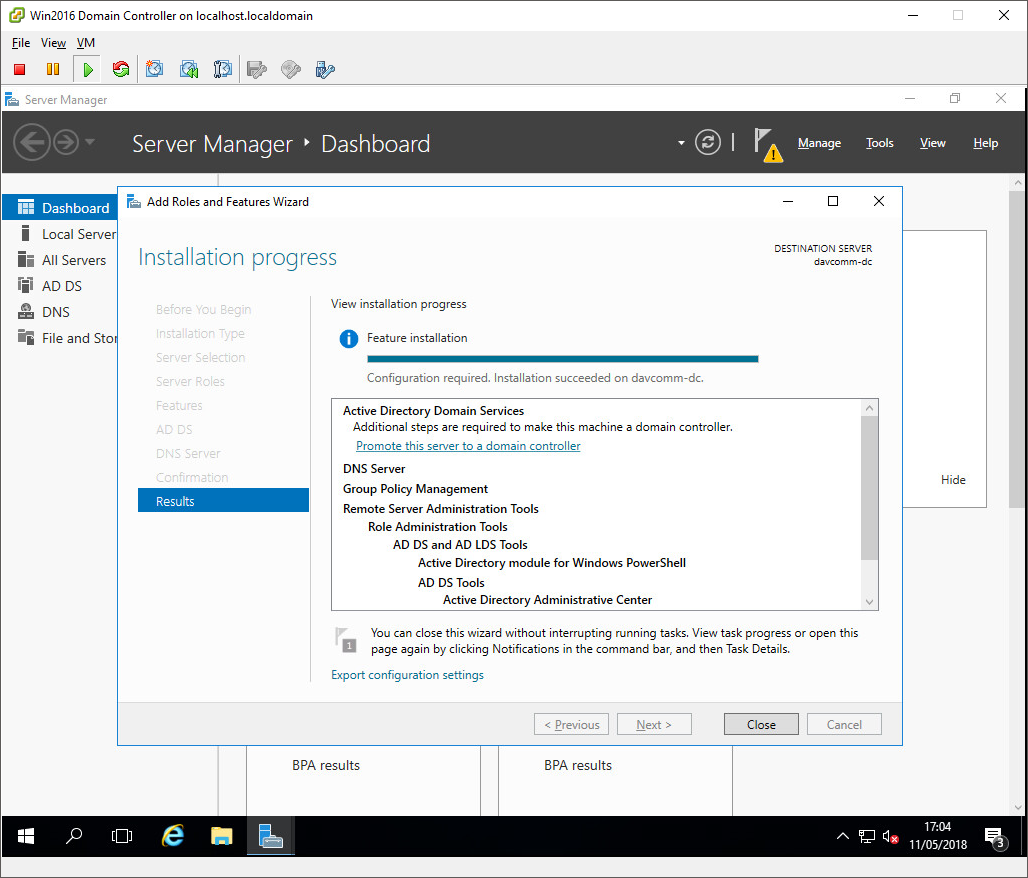 Win2016 Domain Controller on localhost.localdomain
File View VM
Server Manager
Server Manager Dashboard
Manage Tools View Help
Dashboard
Local Server
All Servers
AD DS
DNS
File and Stor
Add Roles and Features Wizard
Installation progress
DESTINATION SERVER
davcomm-dc
Before You Begin
Installation Type
Server Selection
Server Roles
Features
AD DS
DNS Server
Confirmation
Results
View installation progress
Feature installation
Configuration required. Installation succeeded on davcomm-dc.
Active Directory Domain Services
Additional steps are required to make this machine a domain controller.
Promote this server to a domain controller
DNS Server
Group Policy Management
Remote Server Administration Tools
Role Administration Tools
AD DS and AD LDS Tools
Active Directory module for Windows PowerShell
AD DS Tools
Active Directory Administrative Center
1
You can close this wizard without interrupting running tasks. View task progress or open this
page again by clicking Notifications in the command bar, and then Task Details.
Export configuration settings
< Previous Next > Close Cancel
Hide
BPA results BPA results
17:04
11/05/2018
3